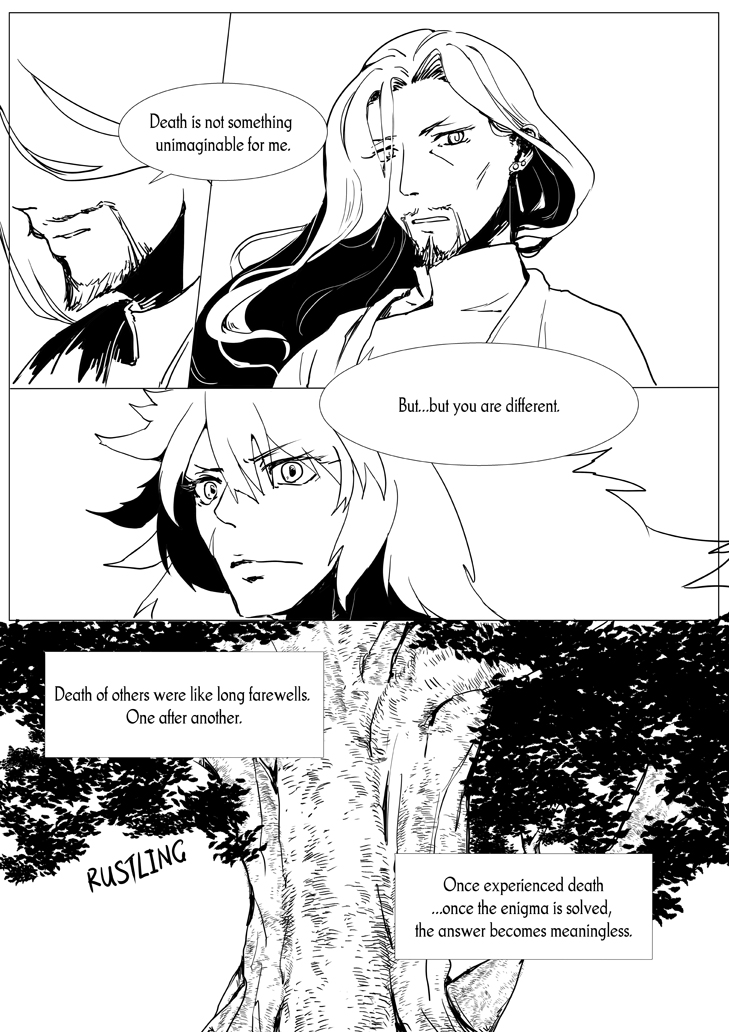 Death is not something
unimaginable for me.
But...but you are different.
Death of others were like long farewells.
One after another.
RUSTLING
Once experienced death
...once the enigma is solved,
the answer becomes meaningless.